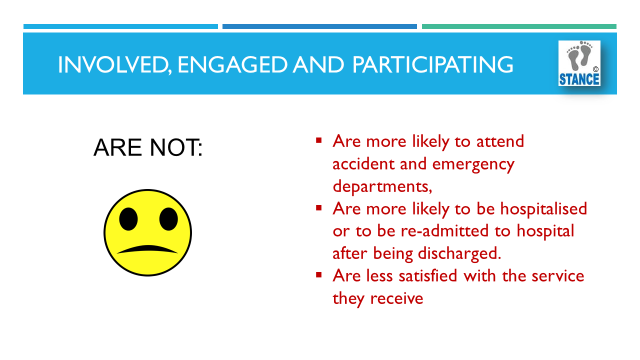 INVOLVED, ENGAGED AND PARTICIPATING
STANCE
ARE NOT:
▪ Are more likely to attend
accident and emergency
departments,
▪ Are more likely to be hospitalised
or to be re-admitted to hospital
after being discharged.
▪ Are less satisfied with the service
they receive